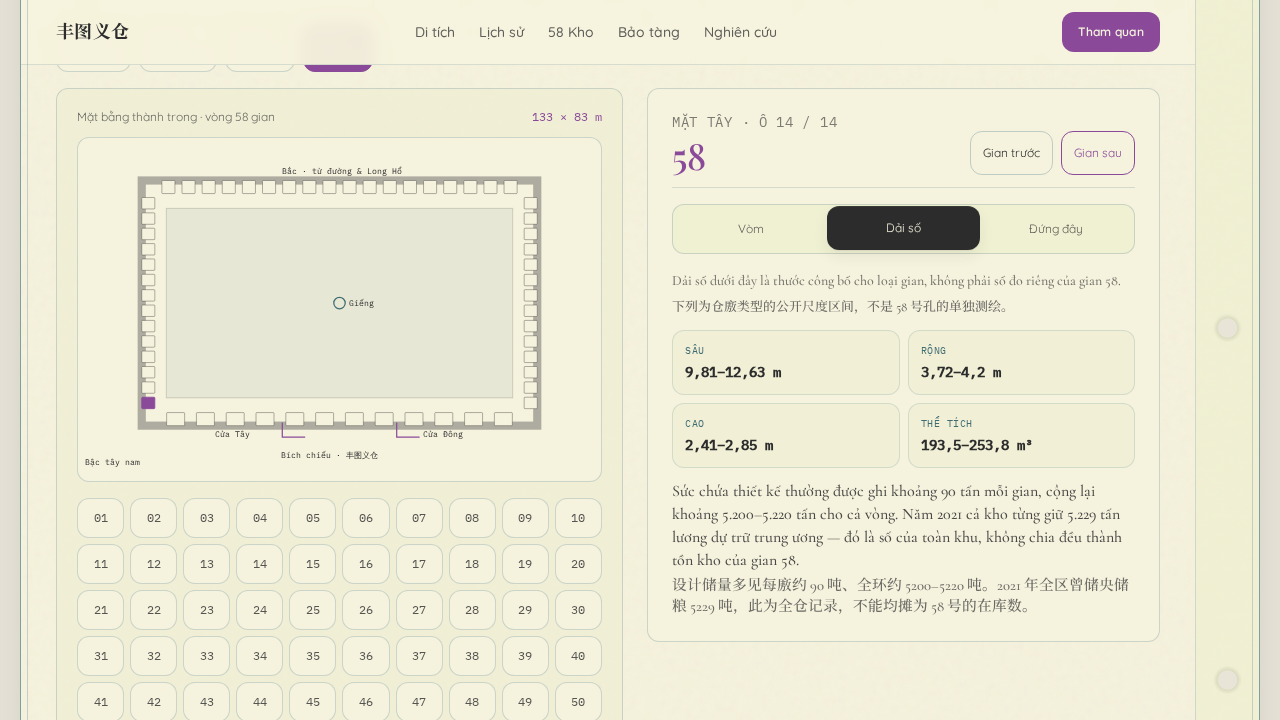 丰图义仓
Di tích
Lịch sử
58 Kho
Bảo tàng
Nghiên cứu
Tham quan
Mặt bằng thành trong · vòng 58 gian
133 × 83 m
Bắc · từ đường & Long Hổ
Giếng
Cửa Tây
Cửa Đông
Bích chiếu · 丰图义仓
Bậc tây nam
01 02 03 04 05 06 07 08 09 10
11 12 13 14 15 16 17 18 19 20
21 22 23 24 25 26 27 28 29 30
31 32 33 34 35 36 37 38 39 40
41 42 43 44 45 46 47 48 49 50
MẶT TÂY · Ô 14 / 14
58
Gian trước
Gian sau
Vòm
Dải số
Đứng đây
Dải số dưới đây là thước công bố cho loại gian, không phải số đo riêng của gian 58.
下列为仓廒类型的公开尺度区间，不是 58 号孔的单独测绘。
SÂU
9,81–12,63 m
RỘNG
3,72–4,2 m
CAO
2,41–2,85 m
THỂ TÍCH
193,5–253,8 m³
Sức chứa thiết kế thường được ghi khoảng 90 tấn mỗi gian, cộng lại
khoảng 5.200–5.220 tấn cho cả vòng. Năm 2021 cả kho từng giữ 5.229 tấn
lương dự trữ trung ương — đó là số của toàn khu, không chia đều thành
tồn kho của gian 58.
设计储量多见每廒约 90 吨、全环约 5200–5220 吨。2021 年全区曾储央储
粮 5229 吨，此为全仓记录，不能均摊为 58 号的在库数。